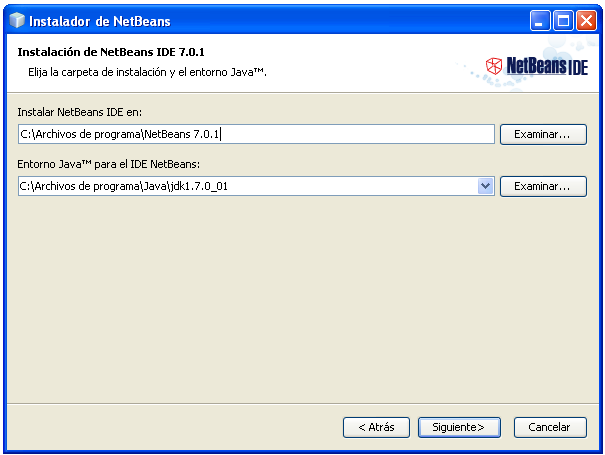 Instalador de NetBeans
Instalación de NetBeans IDE 7.0.1
Elija la carpeta de instalación y el entorno Java™.
NetBeans IDE
Instalar NetBeans IDE en:
C:\Archivos de programa\NetBeans 7.0.1
Examinar...
Entorno Java™ para el IDE NetBeans:
C:\Archivos de programa\Java\jdk1.7.0_01
Examinar...
< Atrás
Siguiente>
Cancelar